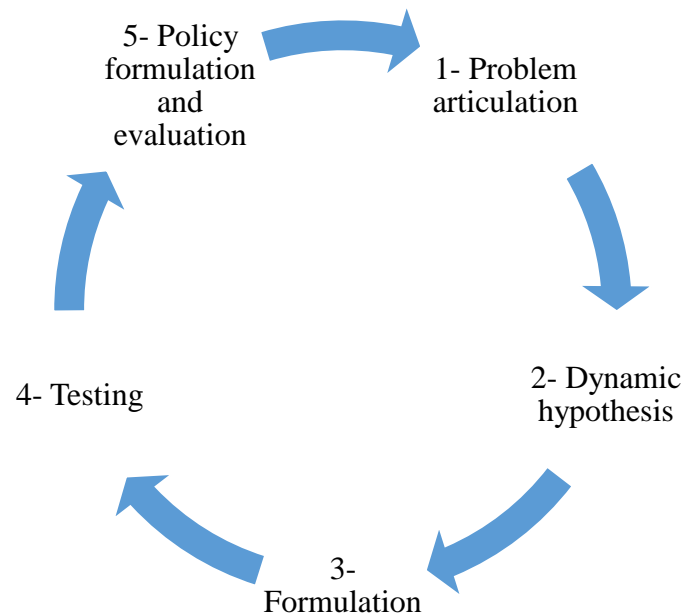 1- Problem
articulation
2- Dynamic
hypothesis
3-
Formulation
4- Testing
5- Policy
formulation
and
evaluation